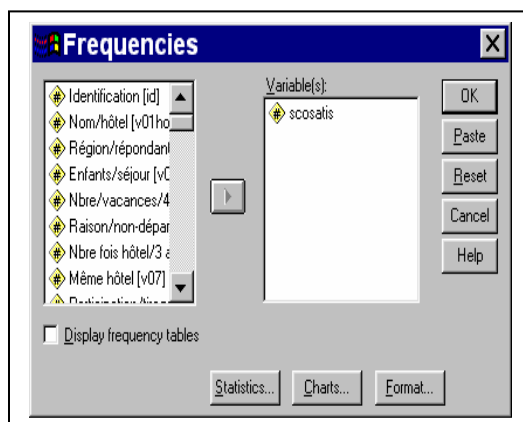 Frequencies
Identification [id]
Nom/hôtel [v01ho
Région/répondant
Enfants/séjour [v0
Nbre/vacances/4
Raison/non-dépar
Nbre fois hôtel/3 a
Même hôtel [v07]
Display frequency tables
Variable(s):
scosatis
OK
Paste
Reset
Cancel
Help
Statistics...
Charts...
Format...